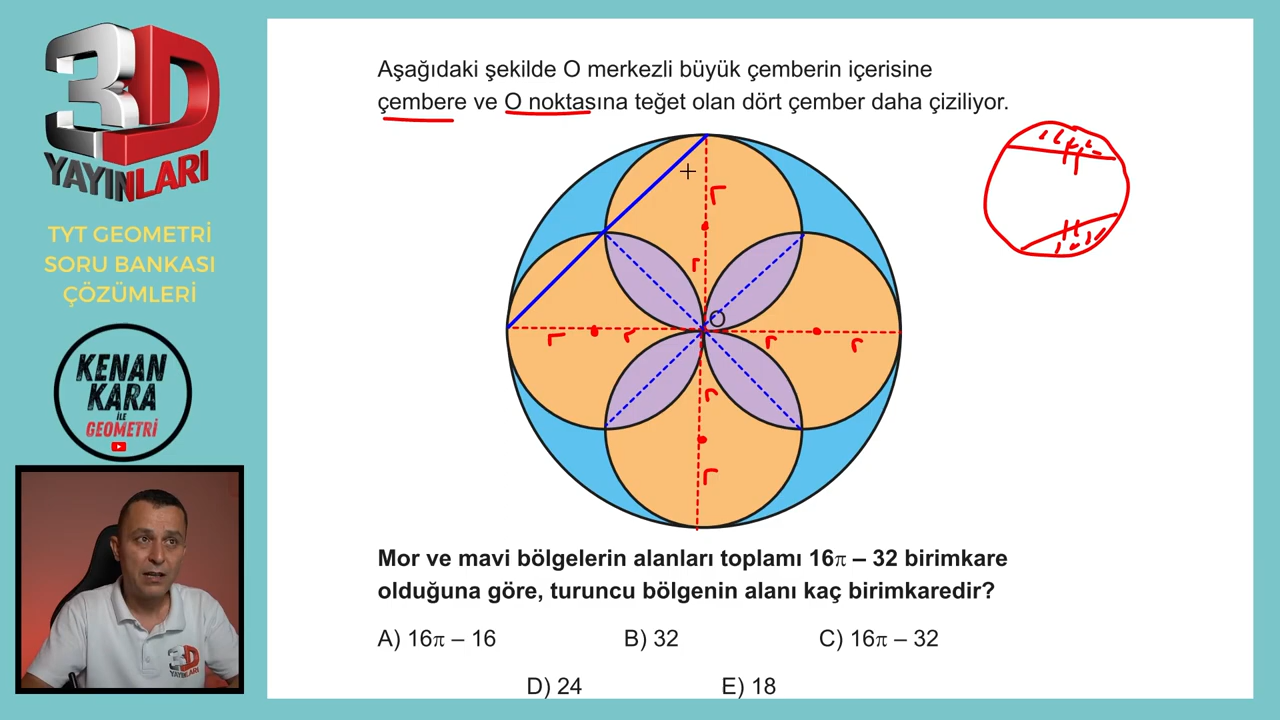 3D
YAYINLARI
TYT GEOMETRİ
SORU BANKASI
ÇÖZÜMLERİ
KENAN
KARA
İLE
GEOMETRİ
3D
YAYINLARI
Aşağıdaki şekilde O merkezli büyük çemberin içerisine
çembere ve O noktasına teğet olan dört çember daha çiziliyor.
r
r
O
r
r
r
r
r
r
Mor ve mavi bölgelerin alanları toplamı 16π – 32 birimkare
olduğuna göre, turuncu bölgenin alanı kaç birimkaredir?
A) 16π – 16
B) 32
C) 16π – 32
D) 24
E) 18